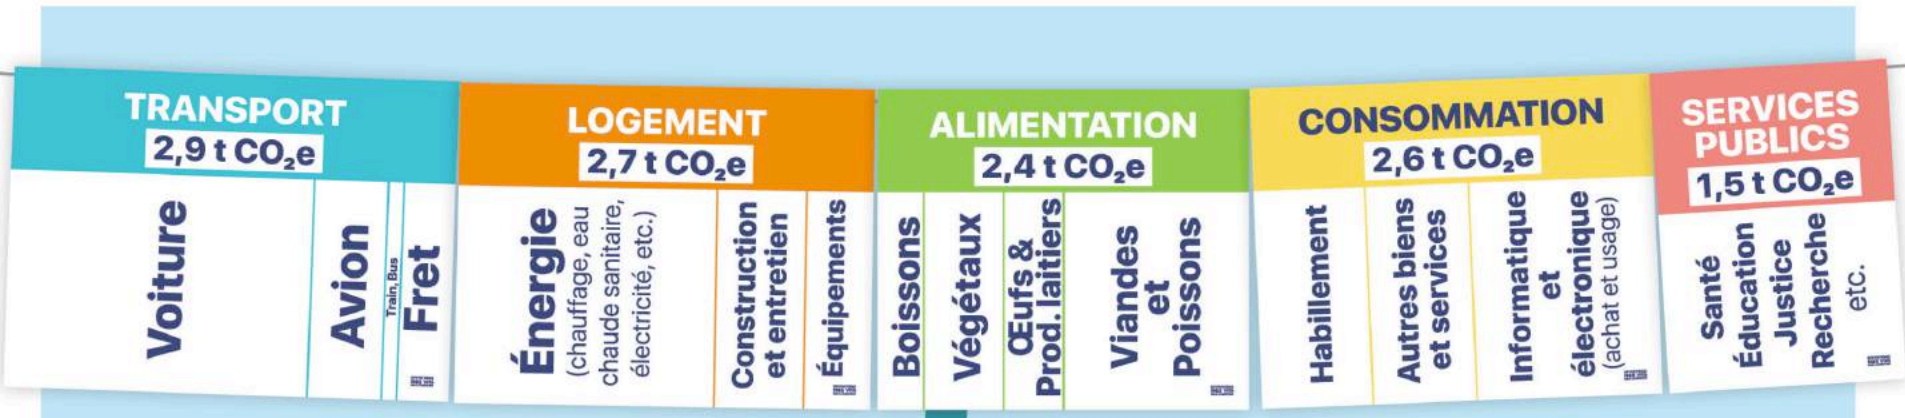 TRANSPORT
2,9 t CO₂e
Voiture
Avion
Train, Bus
Fret
LOGEMENT
2,7 t CO₂e
Énergie
(chauffage, eau
chaude sanitaire,
électricité, etc.)
Construction
et entretien
Équipements
ALIMENTATION
2,4 t CO₂e
Boissons
Végétaux
Œufs &
Prod. laitiers
Viandes
et
Poissons
CONSOMMATION
2,6 t CO₂e
Habillement
Autres biens
et services
Informatique
et
électronique
(achat et usage)
SERVICES
PUBLICS
1,5 t CO₂e
Santé
Éducation
Justice
Recherche
etc.